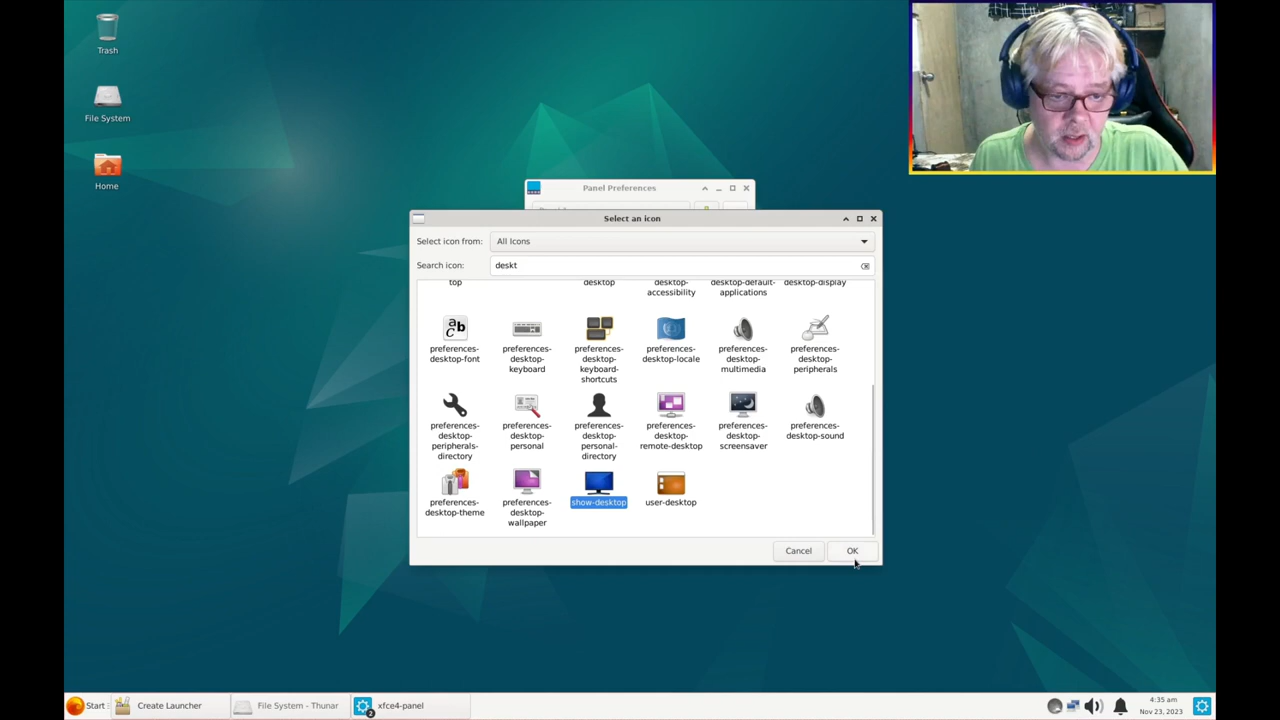 Trash
File System
Home
Panel Preferences
Select an icon
Select icon from:
All Icons
Search icon:
deskt
top
desktop
desktop-
accessibility
desktop-default-
applications
desktop-display
preferences-
desktop-font
preferences-
desktop-
keyboard
preferences-
desktop-
keyboard-
shortcuts
preferences-
desktop-locale
preferences-
desktop-
multimedia
preferences-
desktop-
peripherals
preferences-
desktop-
peripherals-
directory
preferences-
desktop-
personal
preferences-
desktop-
personal-
directory
preferences-
desktop-
remote-desktop
preferences-
desktop-
screensaver
preferences-
desktop-sound
preferences-
desktop-theme
preferences-
desktop-
wallpaper
show-desktop
user-desktop
Cancel
OK
Start
Create Launcher
File System - Thunar
2
xfce4-panel
4:35 am
Nov 23, 2023